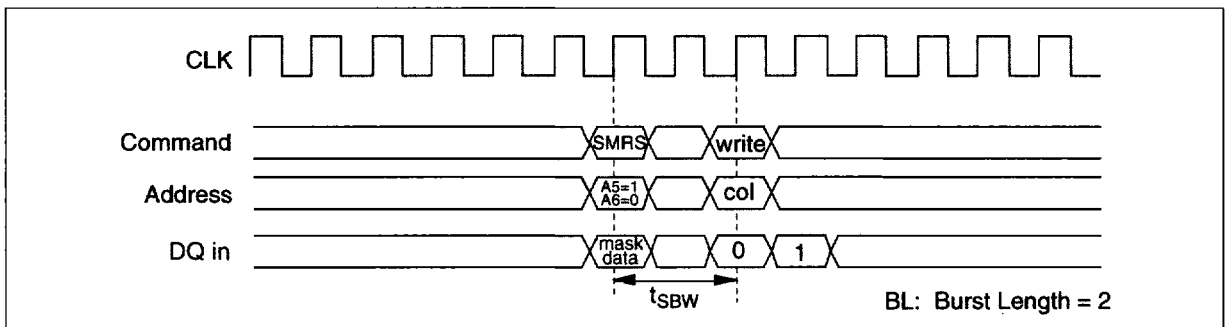 CLK
Command SMRS write
Address A5=1 A6=0 col
DQ in mask data 0 1
tSBW
BL: Burst Length = 2